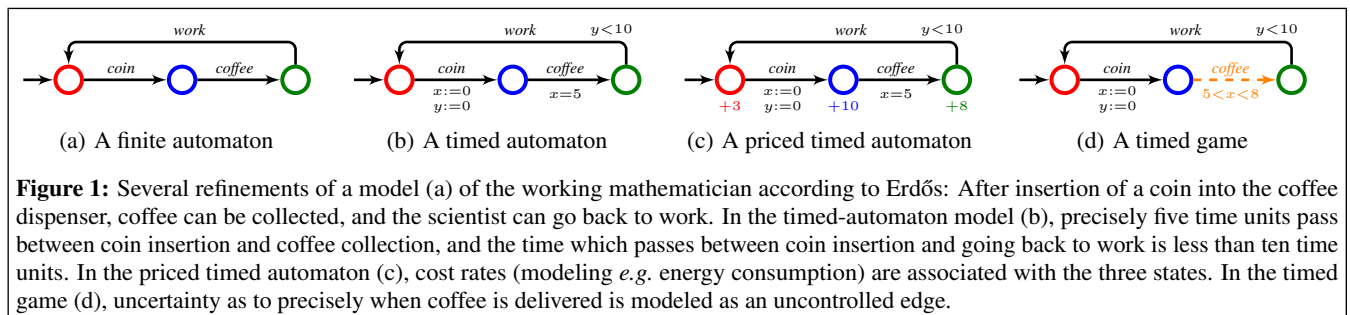 work
work
y<10
work
y<10
work
y<10
coin
coffee
coin
coffee
coin
coffee
coin
coffee
x:=0
x=5
x:=0
x=5
x:=0
5<x<8
y:=0
+3
y:=0
+10
+8
y:=0
(a) A finite automaton
(b) A timed automaton
(c) A priced timed automaton
(d) A timed game
Figure 1: Several refinements of a model (a) of the working mathematician according to Erdős: After insertion of a coin into the coffee
dispenser, coffee can be collected, and the scientist can go back to work. In the timed-automaton model (b), precisely five time units pass
between coin insertion and coffee collection, and the time which passes between coin insertion and going back to work is less than ten time
units. In the priced timed automaton (c), cost rates (modeling e.g. energy consumption) are associated with the three states. In the timed
game (d), uncertainty as to precisely when coffee is delivered is modeled as an uncontrolled edge.